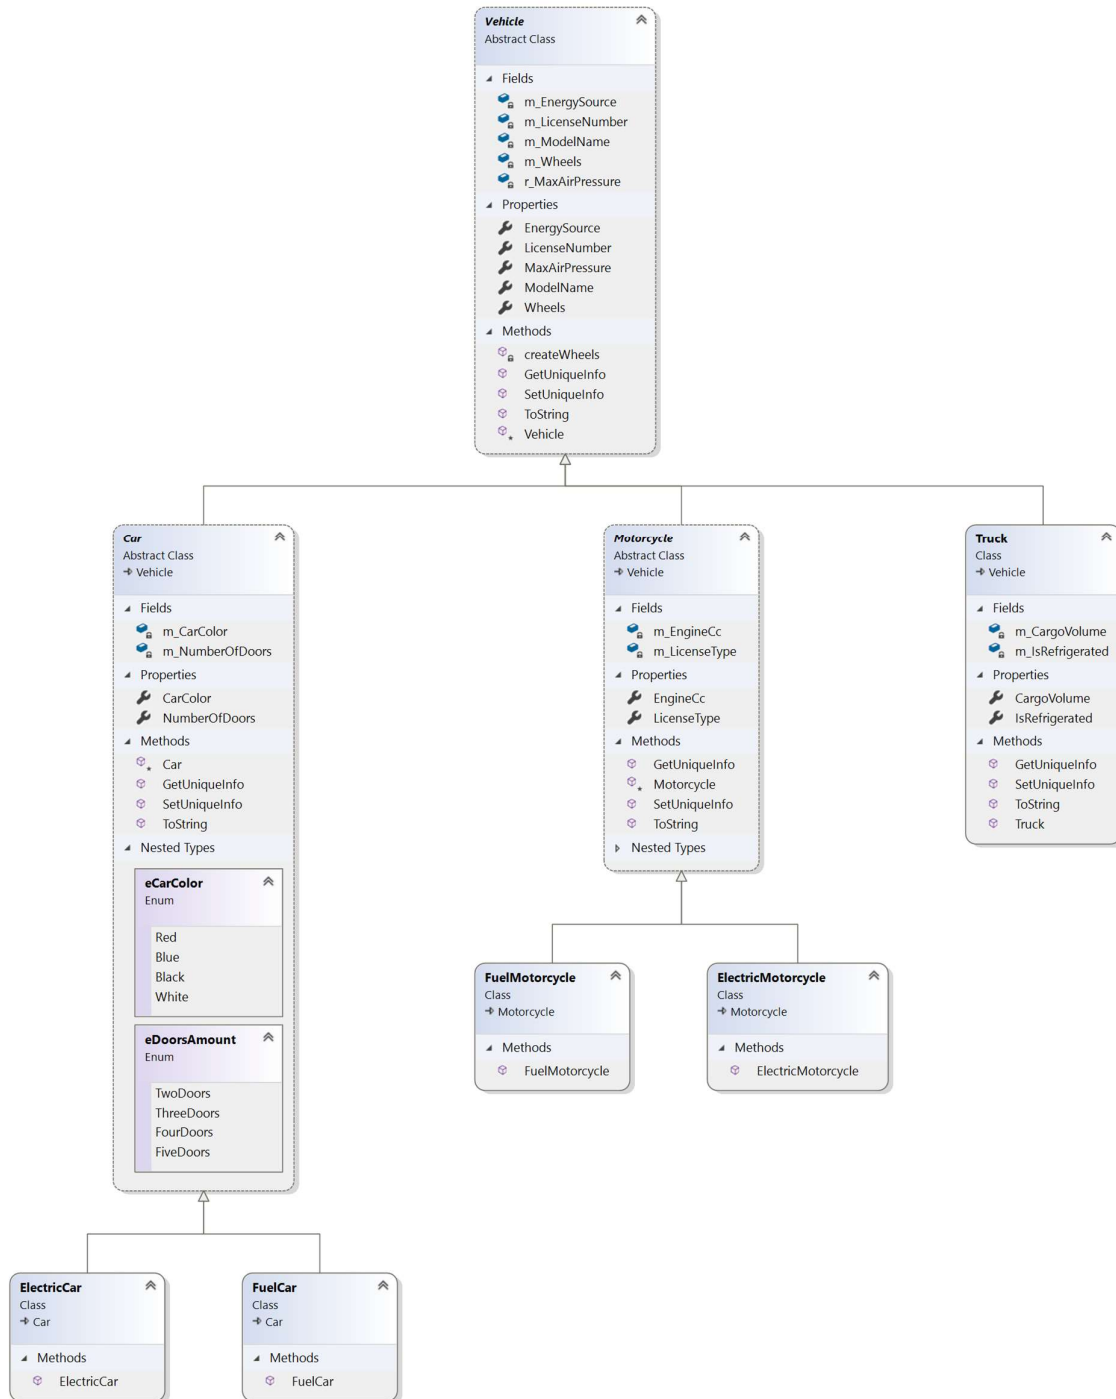 Vehicle
Abstract Class
Fields
m_EnergySource
m_LicenseNumber
m_ModelName
m_Wheels
r_MaxAirPressure
Properties
EnergySource
LicenseNumber
MaxAirPressure
ModelName
Wheels
Methods
createWheels
GetUniqueInfo
SetUniqueInfo
ToString
Vehicle
Car
Abstract Class
Vehicle
Fields
m_CarColor
m_NumberOfDoors
Properties
CarColor
NumberOfDoors
Methods
Car
GetUniqueInfo
SetUniqueInfo
ToString
Nested Types
eCarColor
Enum
Red
Blue
Black
White
eDoorsAmount
Enum
TwoDoors
ThreeDoors
FourDoors
FiveDoors
Motorcycle
Abstract Class
Vehicle
Fields
m_EngineCc
m_LicenseType
Properties
EngineCc
LicenseType
Methods
GetUniqueInfo
Motorcycle
SetUniqueInfo
ToString
Nested Types
Truck
Class
Vehicle
Fields
m_CargoVolume
m_IsRefrigerated
Properties
CargoVolume
IsRefrigerated
Methods
GetUniqueInfo
SetUniqueInfo
ToString
Truck
FuelMotorcycle
Class
Motorcycle
Methods
FuelMotorcycle
ElectricMotorcycle
Class
Motorcycle
Methods
ElectricMotorcycle
ElectricCar
Class
Car
Methods
ElectricCar
FuelCar
Class
Car
Methods
FuelCar